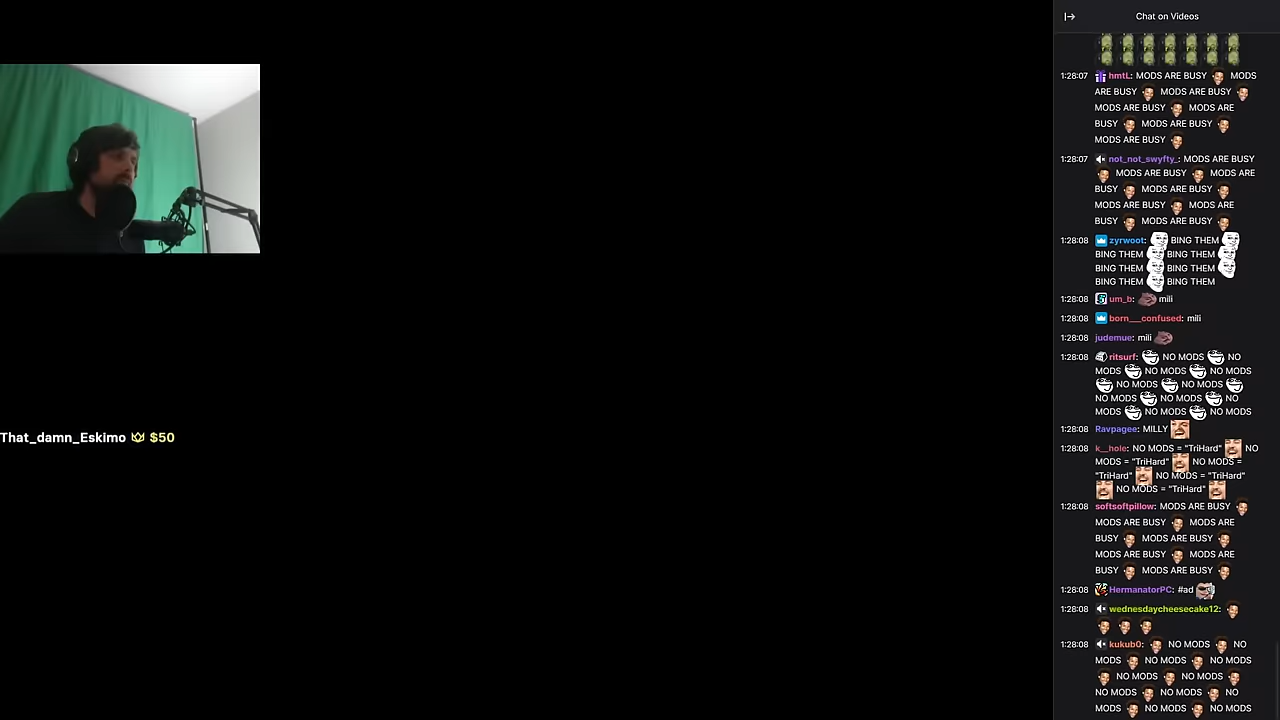 Chat on Videos
1:28:07 hmtL: MODS ARE BUSY MODS
ARE BUSY MODS ARE BUSY
MODS ARE BUSY MODS ARE
BUSY MODS ARE BUSY
MODS ARE BUSY
1:28:07 not_not_swyfty_: MODS ARE BUSY
MODS ARE BUSY MODS ARE
BUSY MODS ARE BUSY
MODS ARE BUSY MODS ARE
BUSY MODS ARE BUSY
1:28:08 zyrwoot: BING THEM
BING THEM BING THEM
BING THEM BING THEM
BING THEM BING THEM
1:28:08 um_b: mili
1:28:08 born__confused: mili
1:28:08 judemue: mili
1:28:08 ritsurf: NO MODS NO
MODS NO MODS NO MODS
NO MODS NO MODS
NO MODS NO MODS NO
MODS NO MODS NO MODS
1:28:08 Ravpagee: MILLY
1:28:08 k__hole: NO MODS = "TriHard" NO
MODS = "TriHard" NO MODS =
"TriHard" NO MODS = "TriHard"
NO MODS = "TriHard"
1:28:08 softsoftpillow: MODS ARE BUSY
MODS ARE BUSY MODS ARE
BUSY MODS ARE BUSY
MODS ARE BUSY MODS ARE
BUSY MODS ARE BUSY
1:28:08 HermanatorPC: #ad
1:28:08 wednesdaycheesecake12:
1:28:08 kukub0: NO MODS NO
MODS NO MODS NO MODS
NO MODS NO MODS
NO MODS NO MODS NO
MODS NO MODS NO MODS
That_damn_Eskimo $50